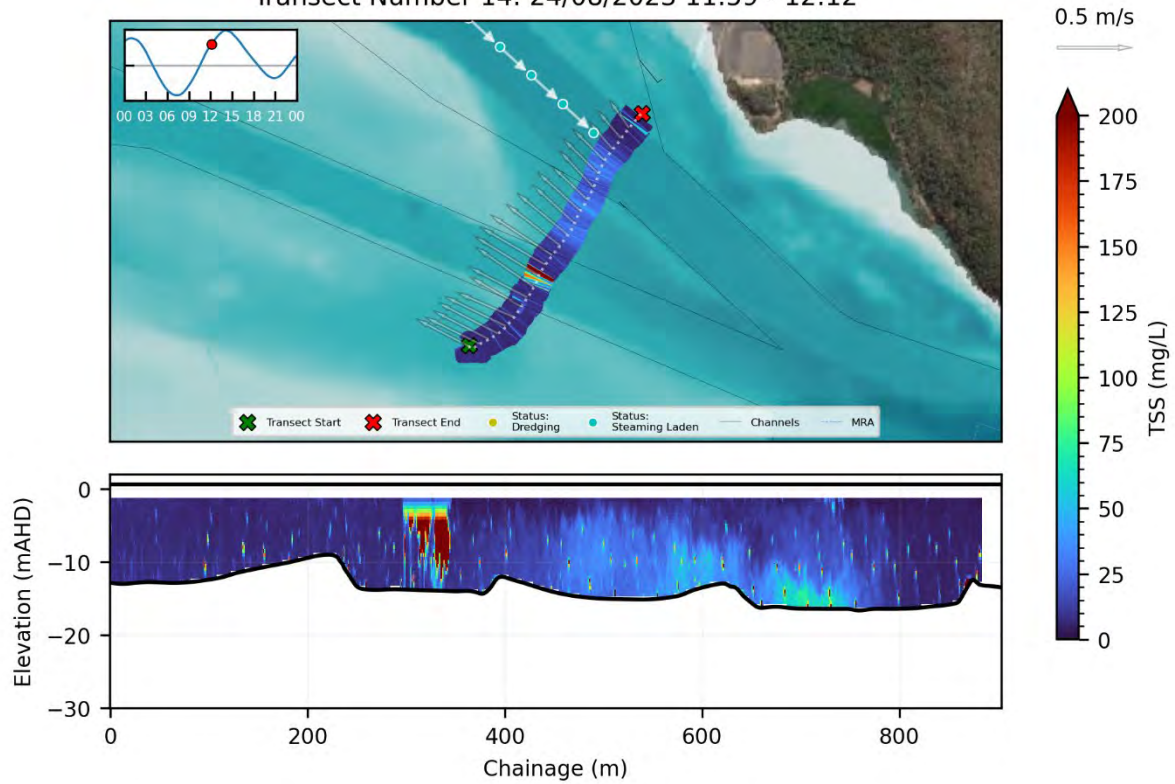 Transect Number 14: 24/08/2023 11:59 - 12:12
0.5 m/s
00 03 06 09 12 15 18 21 00
Transect Start
Transect End
Status:
Dredging
Status:
Steaming Laden
Channels
MRA
200
175
150
125
100
75
50
25
0
TSS (mg/L)
0
−10
−20
−30
Elevation (mAHD)
0 200 400 600 800
Chainage (m)